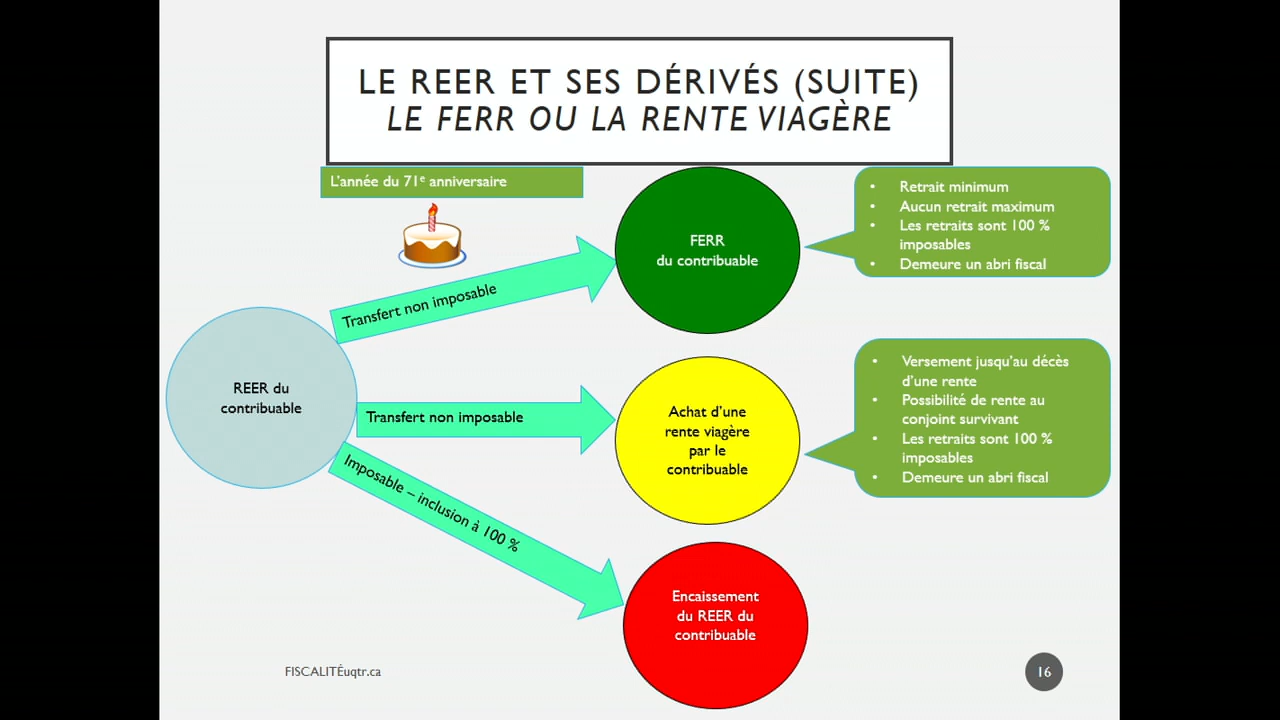 LE REER ET SES DÉRIVÉS (SUITE)
LE FERR OU LA RENTE VIAGÈRE
L'année du 71e anniversaire
REER du
contribuable
Transfert non imposable
FERR
du contribuable
• Retrait minimum
• Aucun retrait maximum
• Les retraits sont 100 %
imposables
• Demeure un abri fiscal
Transfert non imposable
Achat d'une
rente viagère
par le
contribuable
• Versement jusqu'au décès
d'une rente
• Possibilité de rente au
conjoint survivant
• Les retraits sont 100 %
imposables
• Demeure un abri fiscal
Imposable – inclusion à 100 %
Encaissement
du REER du
contribuable
FISCALITÉuqtr.ca
16